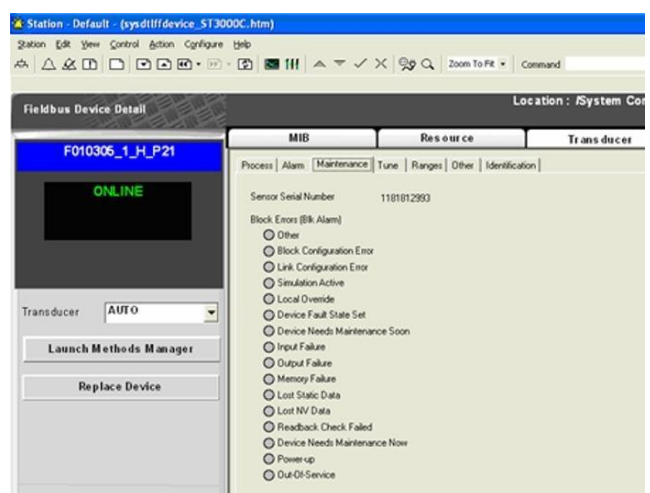 Station - Default - (sysdtlffdevice_ST3000C.htm)
Station Edit View Control Action Configure Help
Zoom To Fit Command
Fieldbus Device Detail
Location : /System Cor
MIB Resource Transducer
F010305_1_H_P21
Process Alarm Maintenance Tune Ranges Other Identification
ONLINE
Sensor Serial Number 1181812993
Block Errors (Blk Alarm)
Other
Block Configuration Error
Link Configuration Error
Simulation Active
Local Override
Transducer AUTO
Device Fault State Set
Device Needs Maintenance Soon
Launch Methods Manager
Input Failure
Output Failure
Memory Failure
Replace Device
Lost Static Data
Lost NV Data
Readback Check Failed
Device Needs Maintenance Now
Power-up
Out-Of-Service